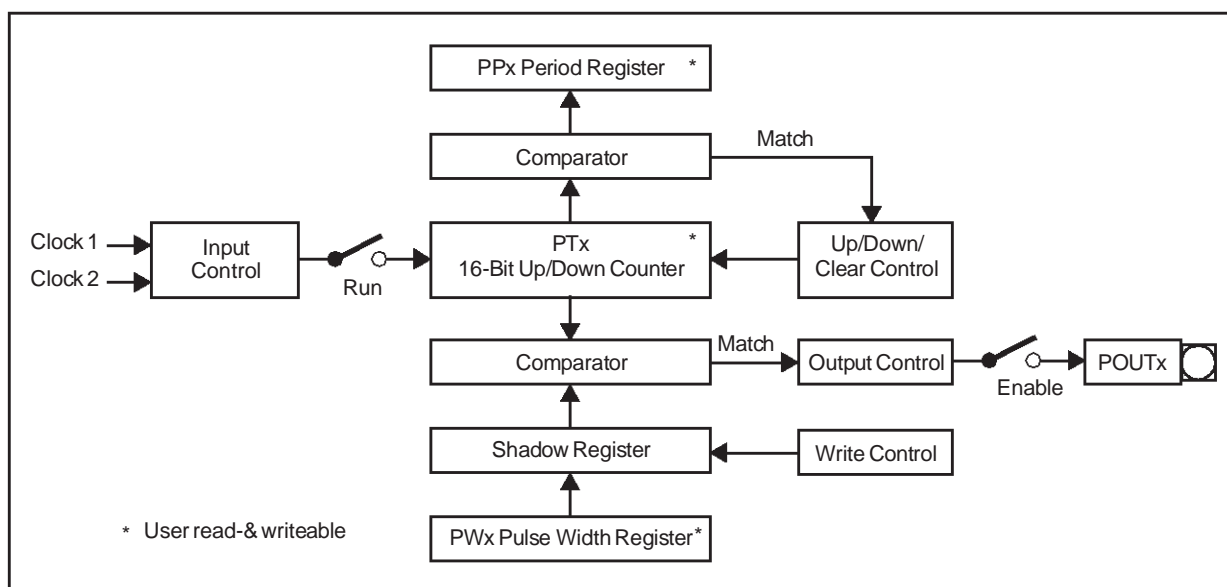 PPx Period Register *
Match
Comparator
Clock 1
Clock 2
Input
Control
Run
PTx *
16-Bit Up/Down Counter
Up/Down/
Clear Control
Comparator
Match
Output Control
Enable
POUTx
Shadow Register
Write Control
* User read-& writeable
PWx Pulse Width Register*